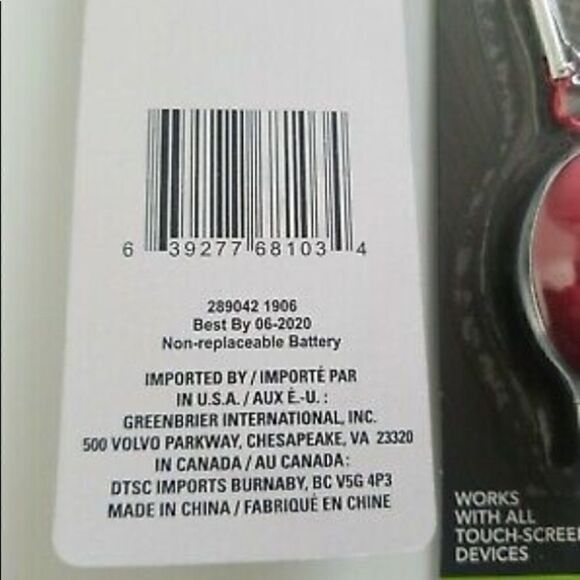 6 39277 68103 4
289042 1906
Best By 06-2020
Non-replaceable Battery
IMPORTED BY / IMPORTÉ PAR
IN U.S.A. / AUX É.-U. :
GREENBRIER INTERNATIONAL, INC.
500 VOLVO PARKWAY, CHESAPEAKE, VA 23320
IN CANADA / AU CANADA:
DTSC IMPORTS BURNABY, BC V5G 4P3
MADE IN CHINA / FABRIQUÉ EN CHINE
WORKS
WITH ALL
TOUCH-SCREE
DEVICES